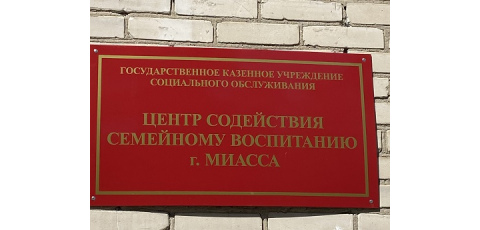 ГОСУДАРСТВЕННОЕ КАЗЕННОЕ УЧРЕЖДЕНИЕ
СОЦИАЛЬНОГО ОБСЛУЖИВАНИЯ
ЦЕНТР СОДЕЙСТВИЯ
СЕМЕЙНОМУ ВОСПИТАНИЮ
г. МИАССА